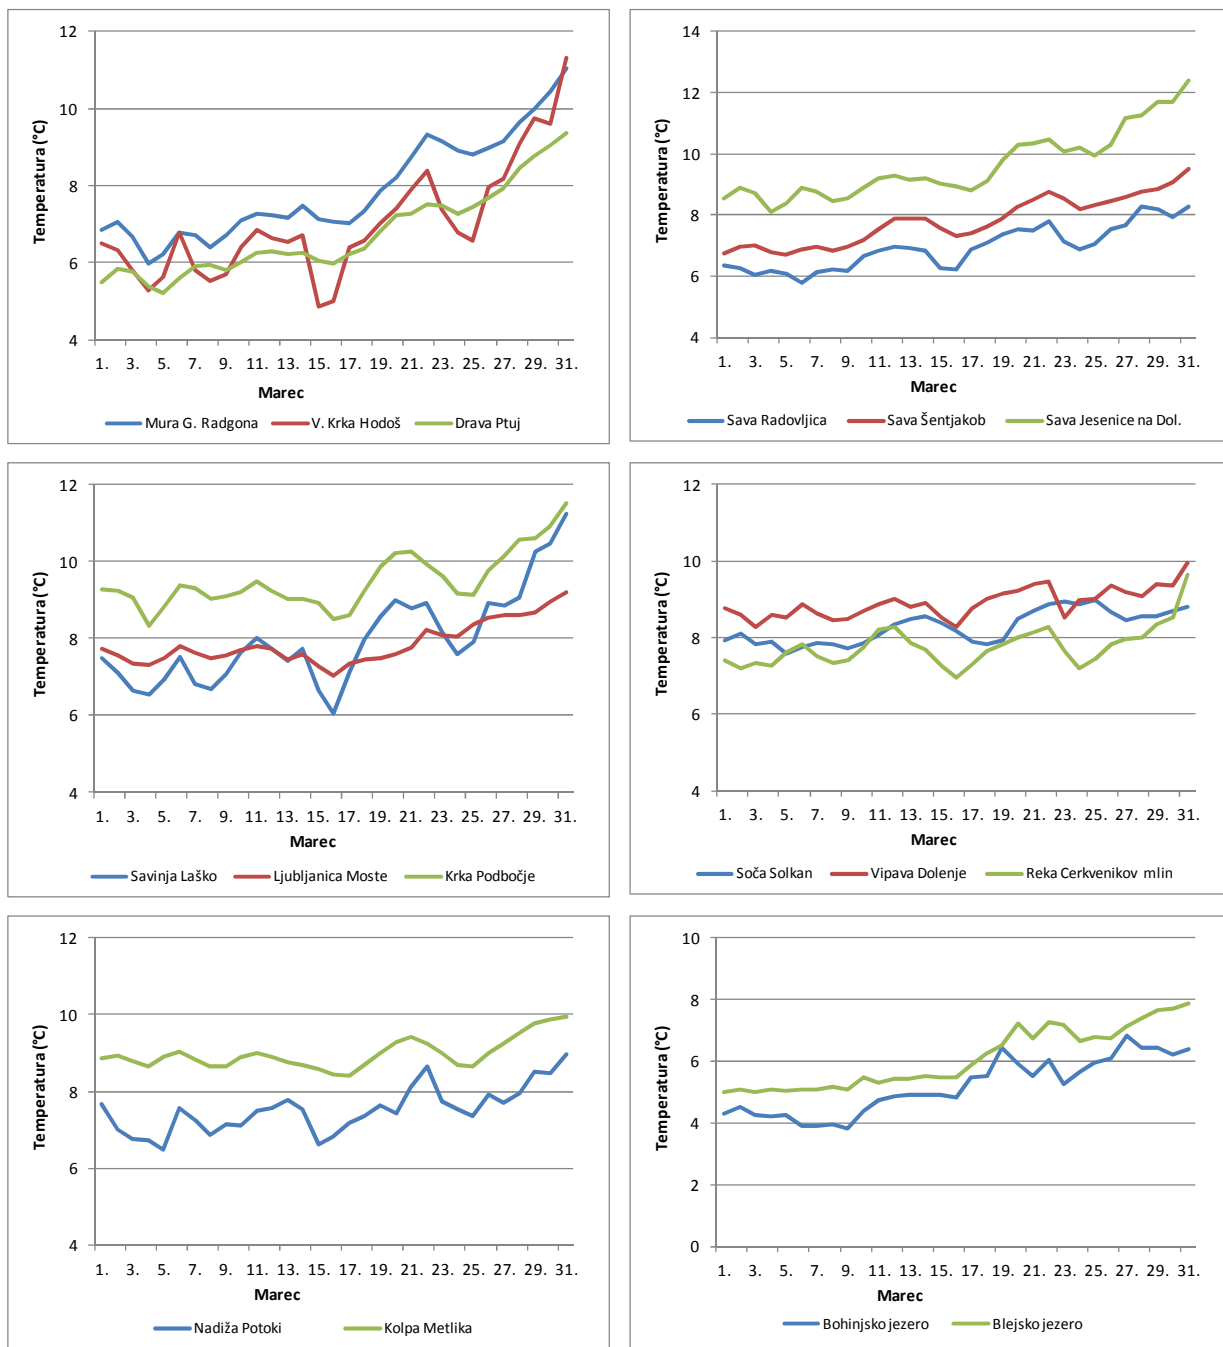 Temperatura (°C)
12
10
8
6
4
1. 3. 5. 7. 9. 11. 13. 15. 17. 19. 21. 23. 25. 27. 29. 31.
Marec
Mura G. Radgona V. Krka Hodoš Drava Ptuj
Temperatura (°C)
14
12
10
8
6
4
1. 3. 5. 7. 9. 11. 13. 15. 17. 19. 21. 23. 25. 27. 29. 31.
Marec
Sava Radovljica Sava Šentjakob Sava Jesenice na Dol.
Temperatura (°C)
12
10
8
6
4
1. 3. 5. 7. 9. 11. 13. 15. 17. 19. 21. 23. 25. 27. 29. 31.
Marec
Savinja Laško Ljubljanica Moste Krka Podbočje
Temperatura (°C)
12
10
8
6
4
1. 3. 5. 7. 9. 11. 13. 15. 17. 19. 21. 23. 25. 27. 29. 31.
Marec
Soča Solkan Vipava Dolenje Reka Cerkvenikov mlin
Temperatura (°C)
12
10
8
6
4
1. 3. 5. 7. 9. 11. 13. 15. 17. 19. 21. 23. 25. 27. 29. 31.
Marec
Nadiža Potoki Kolpa Metlika
Temperatura (°C)
10
8
6
4
2
0
1. 3. 5. 7. 9. 11. 13. 15. 17. 19. 21. 23. 25. 27. 29. 31.
Marec
Bohinjsko jezero Blejsko jezero